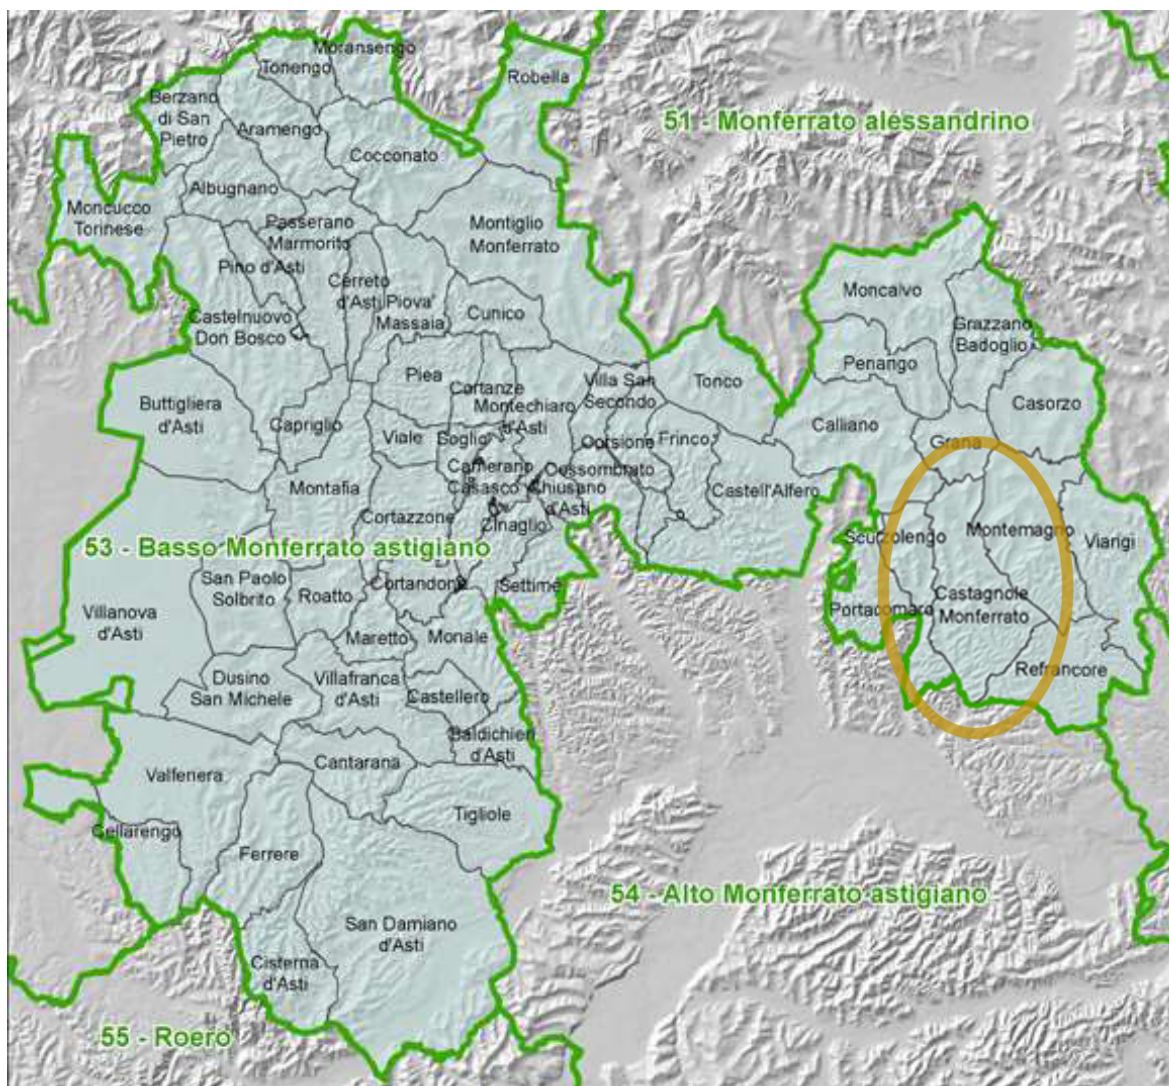 Moransengo
Tonengo
Robella
Berzano
di San
Pietro
51 - Monferrato alessandrino
Aramengo
Cocconato
Albugnano
Moncucco
Torinese
Passerano
Marmorito
Montiglio
Monferrato
Pino d'Asti
Cerreto
d'Asti
Piova'
Massaia
Moncalvo
Castelnuovo
Don Bosco
Cunico
Grazzano
Badoglio
Penango
Piea
Cortanze
Villa San
Secondo
Tonco
Buttigliera
d'Asti
Montechiaro
d'Asti
Casorzo
Capriglio
Viale
Soglio
Corsione
Frinco
Calliano
Grana
Camerano
Casasco
Cossombrato
Montafia
Chiusano
d'Asti
Castell'Alfero
Cortazzone
Cinaglio
Scurzolengo
Montemagno
Viarigi
53 - Basso Monferrato astigiano
San Paolo
Solbrito
Roatto
Cortandone
Settime
Villanova
d'Asti
Castagnole
Monferrato
Portacomaro
Maretto
Monale
Dusino
San Michele
Villafranca
d'Asti
Castellero
Refrancore
Baldichieri
d'Asti
Valfenera
Cantarana
Tigliole
Cellarengo
Ferrere
54 - Alto Monferrato astigiano
San Damiano
d'Asti
Cisterna
d'Asti
55 - Roero